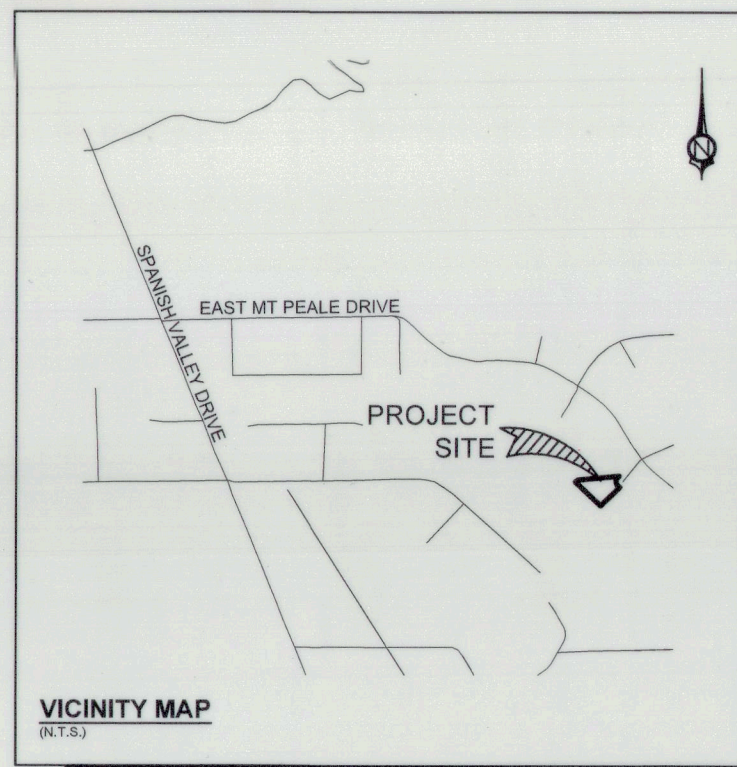 N
SPANISH VALLEY DRIVE
EAST MT PEALE DRIVE
PROJECT
SITE
VICINITY MAP
(N.T.S.)